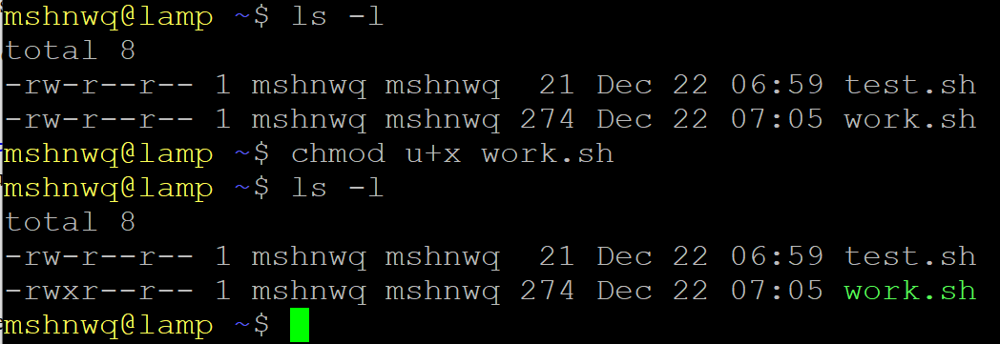 mshnwq@lamp ~$ ls -l
total 8
-rw-r--r-- 1 mshnwq mshnwq  21 Dec 22 06:59 test.sh
-rw-r--r-- 1 mshnwq mshnwq 274 Dec 22 07:05 work.sh
mshnwq@lamp ~$ chmod u+x work.sh
mshnwq@lamp ~$ ls -l
total 8
-rw-r--r-- 1 mshnwq mshnwq  21 Dec 22 06:59 test.sh
-rwxr--r-- 1 mshnwq mshnwq 274 Dec 22 07:05 work.sh
mshnwq@lamp ~$